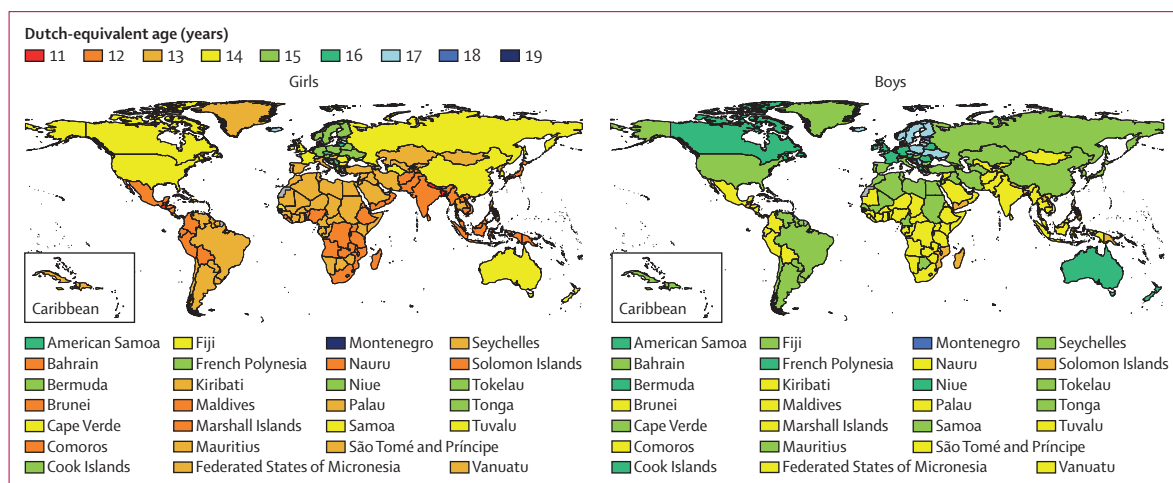 Dutch-equivalent age (years)
11 12 13 14 15 16 17 18 19
Girls
Caribbean
American Samoa Fiji Montenegro Seychelles
Bahrain French Polynesia Nauru Solomon Islands
Bermuda Kiribati Niue Tokelau
Brunei Maldives Palau Tonga
Cape Verde Marshall Islands Samoa Tuvalu
Comoros Mauritius São Tomé and Príncipe
Cook Islands Federated States of Micronesia Vanuatu
Boys
Caribbean
American Samoa Fiji Montenegro Seychelles
Bahrain French Polynesia Nauru Solomon Islands
Bermuda Kiribati Niue Tokelau
Brunei Maldives Palau Tonga
Cape Verde Marshall Islands Samoa Tuvalu
Comoros Mauritius São Tomé and Príncipe
Cook Islands Federated States of Micronesia Vanuatu